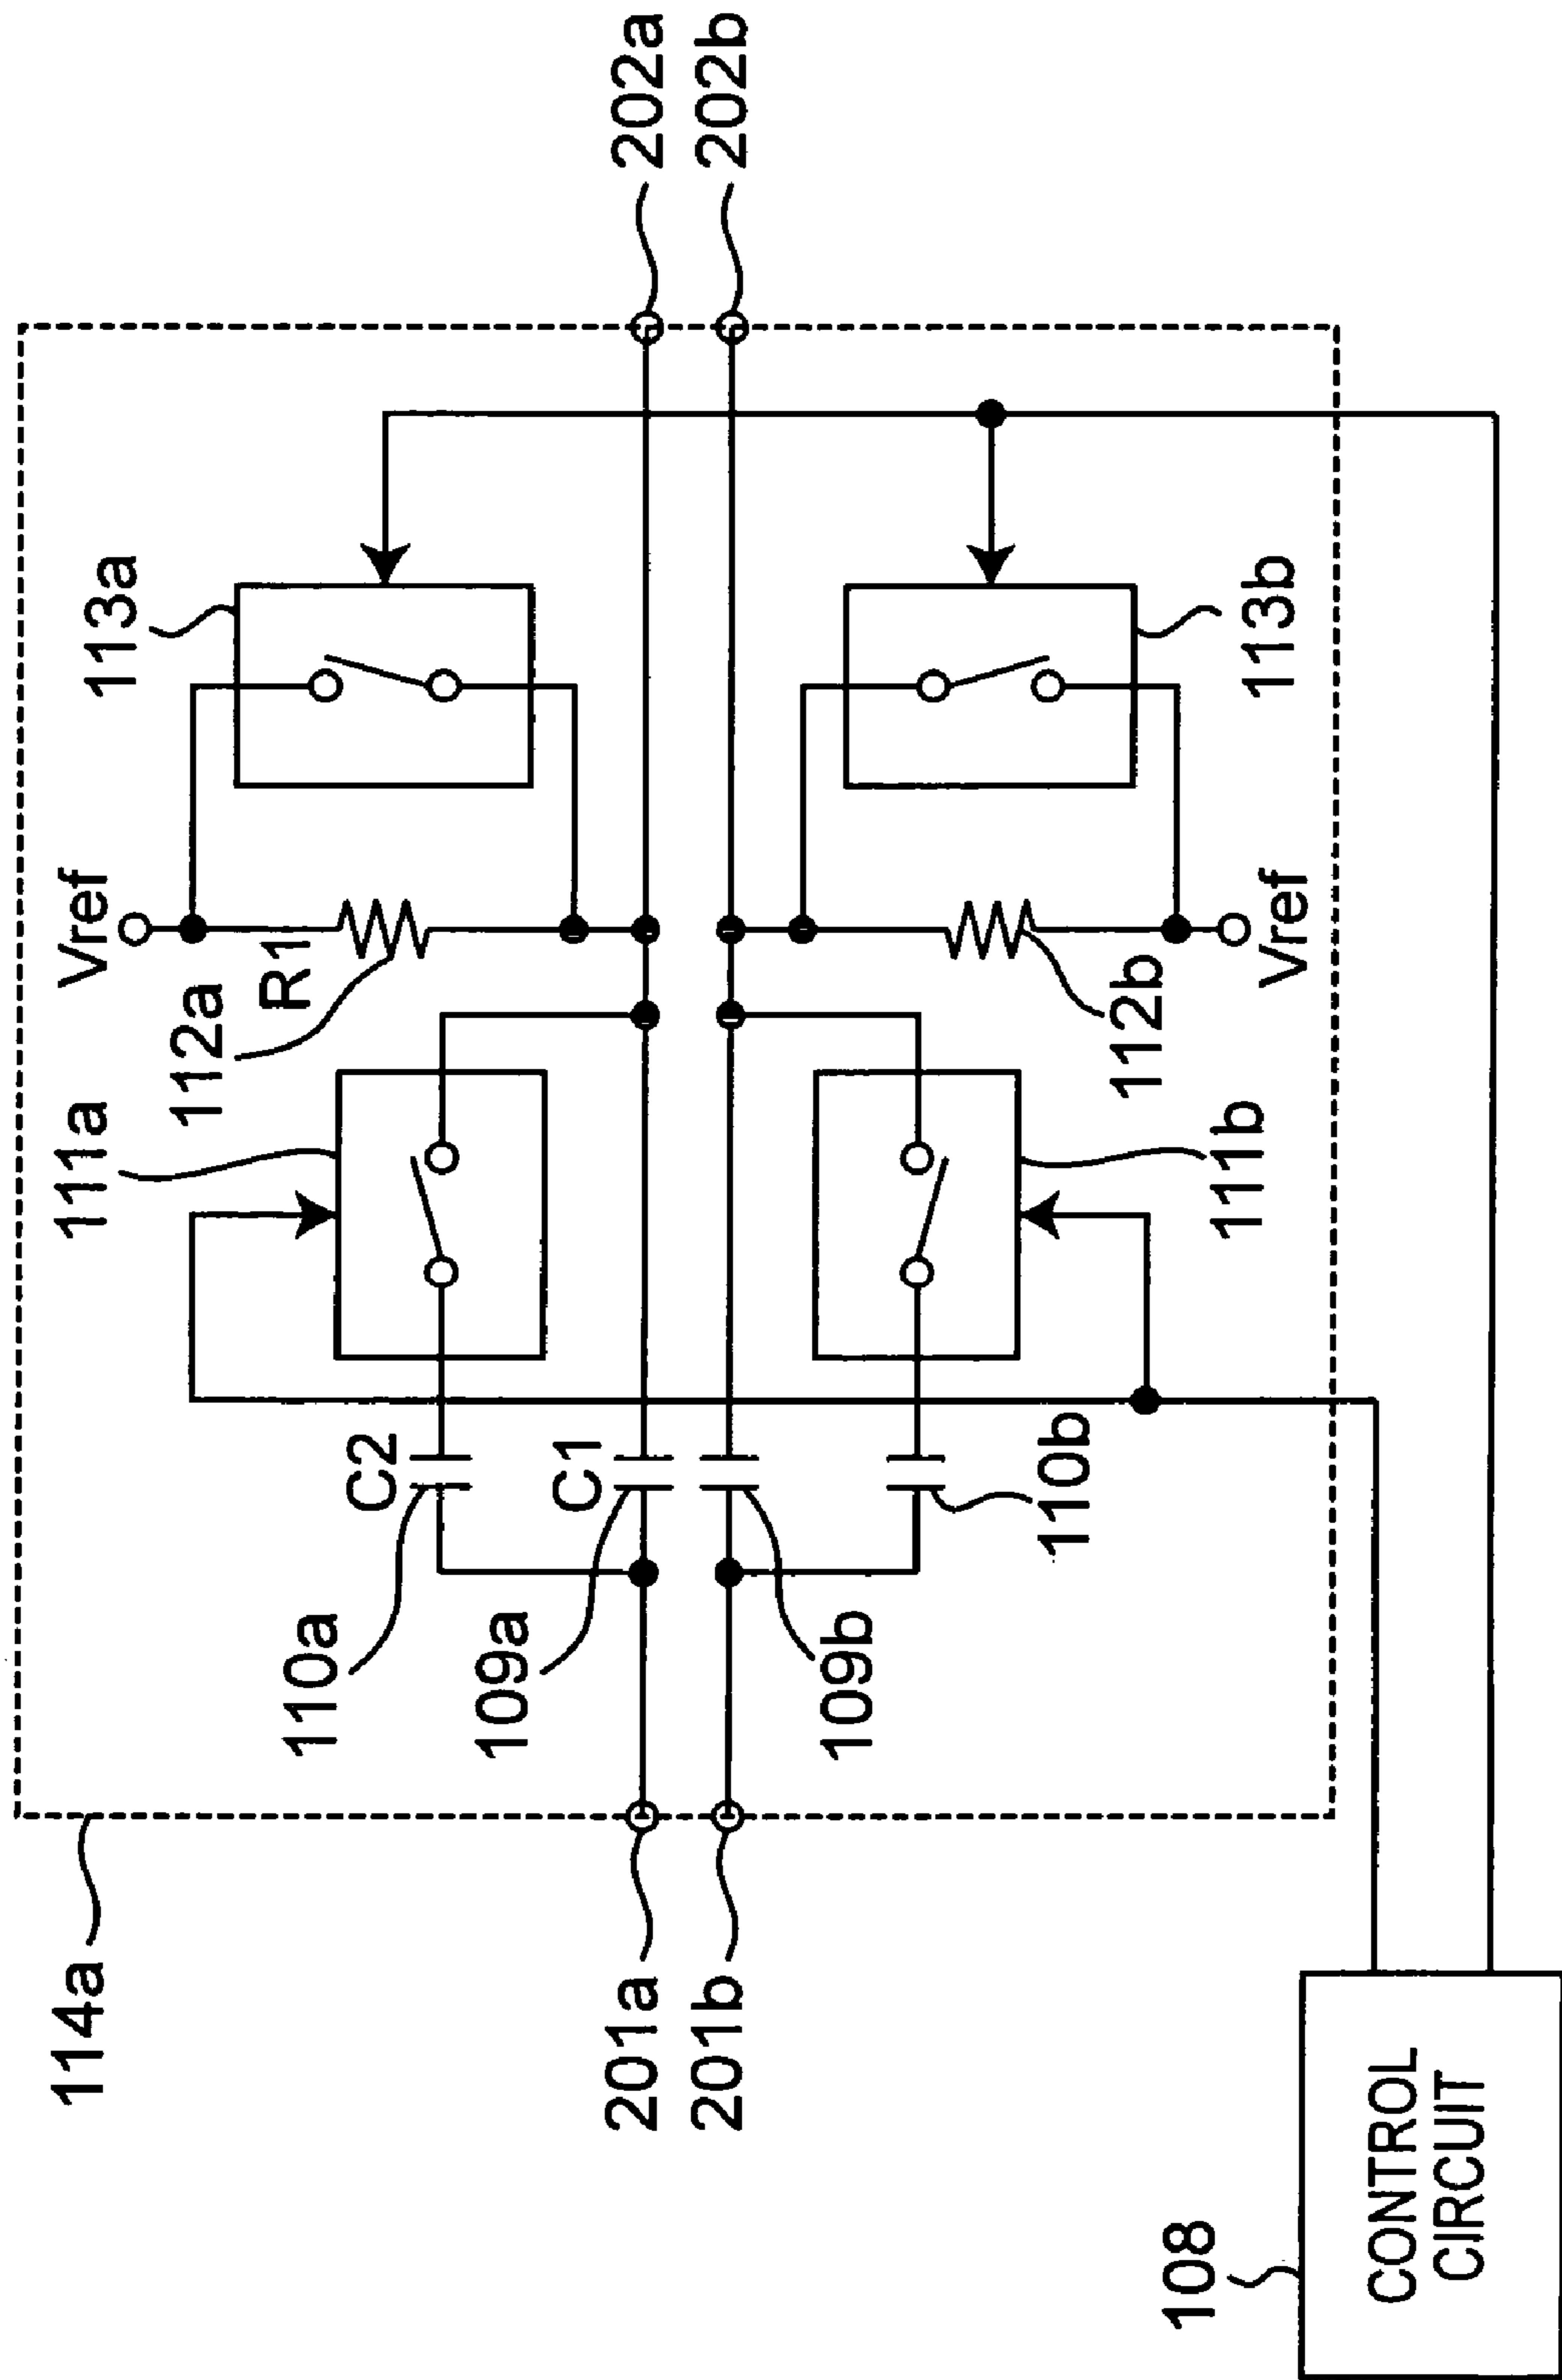 114a
Vref
111a
113a
112a
R1
C2
110a
C1
109a
201a
202a
201b
202b
109b
110b
112b
111b
113b
Vref
108
CONTROL
CIRCUIT